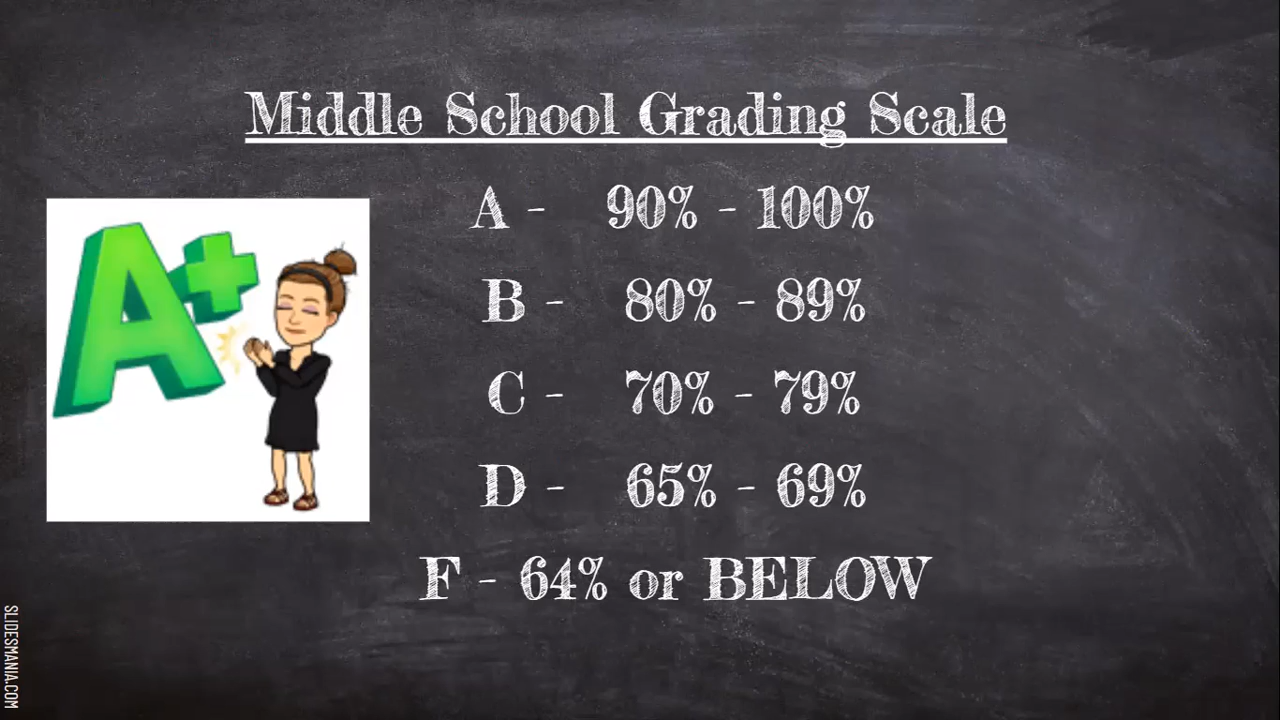 Middle School Grading Scale
A - 90% - 100%
B - 80% - 89%
C - 70% - 79%
D - 65% - 69%
F - 64% or BELOW
A+
SLIDESMANIA.COM